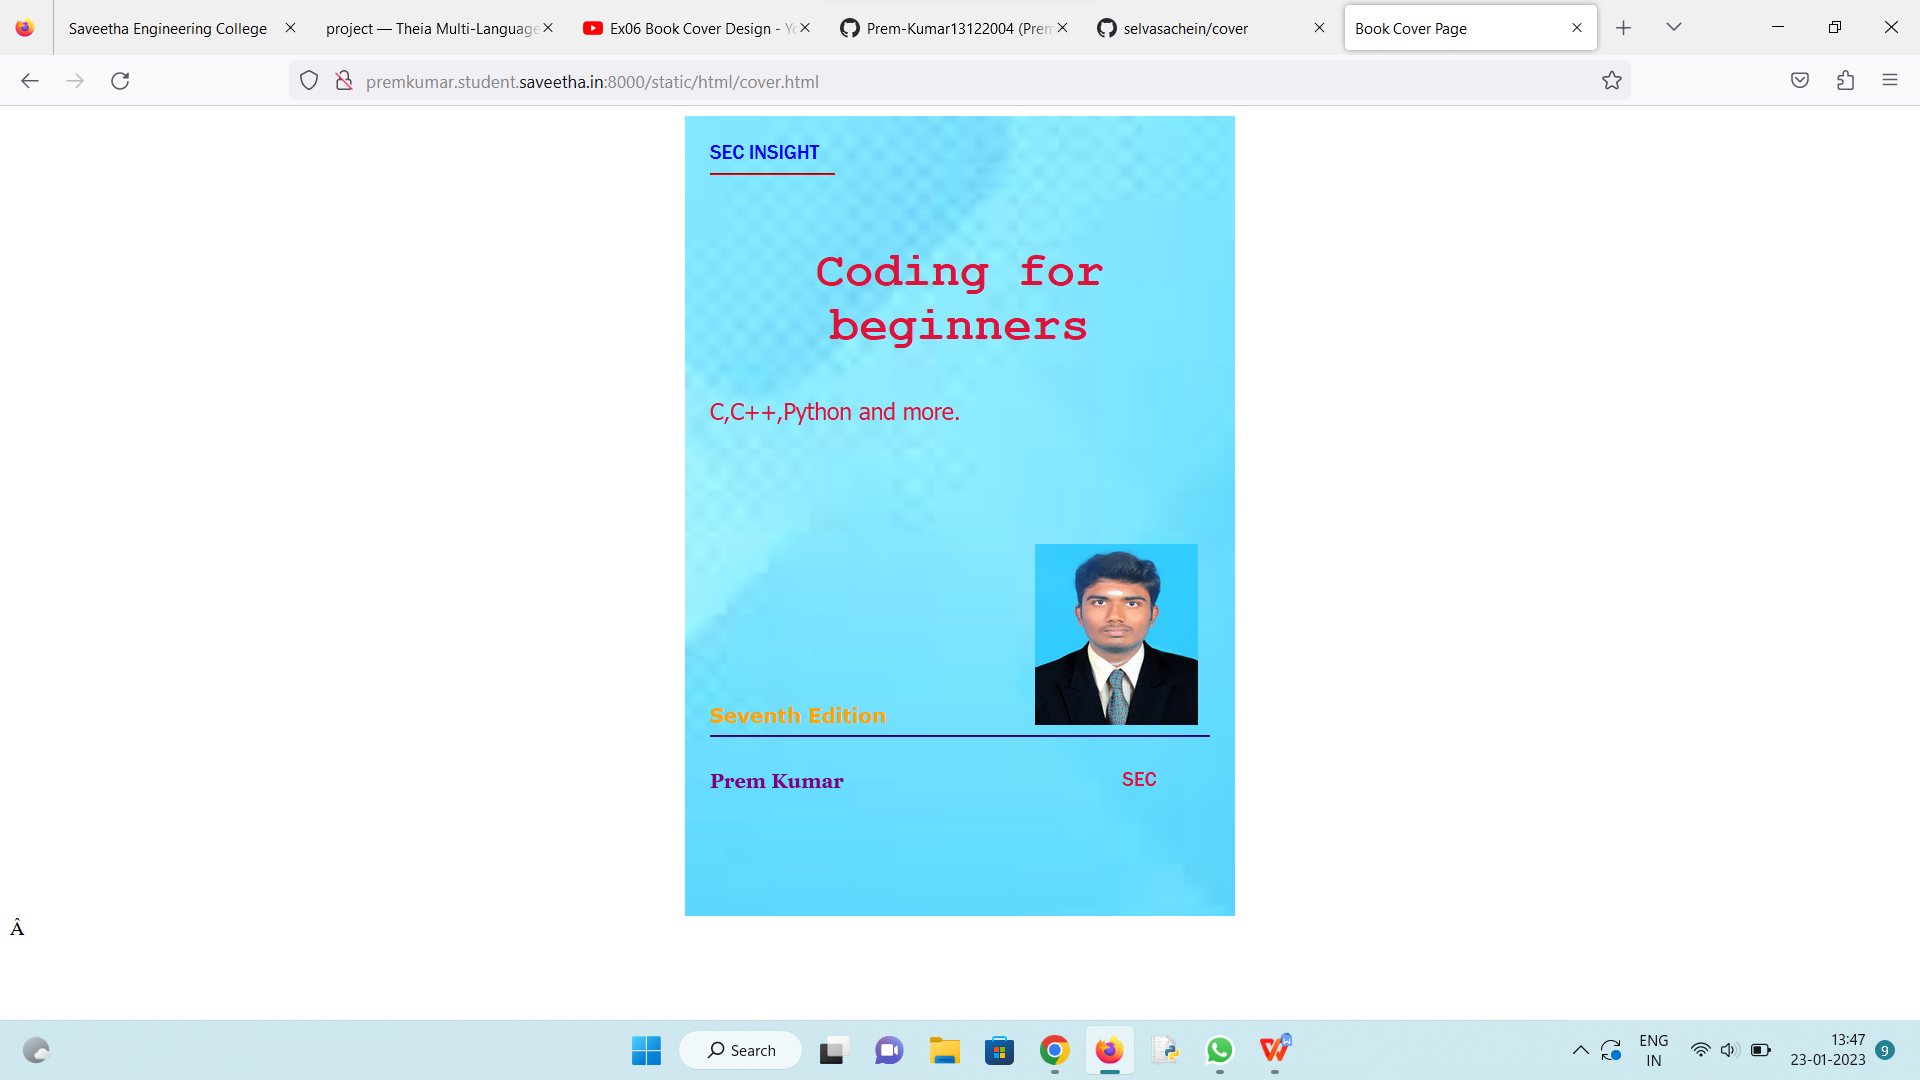 Saveetha Engineering College
project — Theia Multi-Language
Ex06 Book Cover Design - Yo
Prem-Kumar13122004 (Prem
selvasachein/cover
Book Cover Page
premkumar.student.saveetha.in:8000/static/html/cover.html
SEC INSIGHT
Coding for
beginners
C,C++,Python and more.
Seventh Edition
Prem Kumar
SEC
Â
Search
ENG
IN
13:47
23-01-2023
9